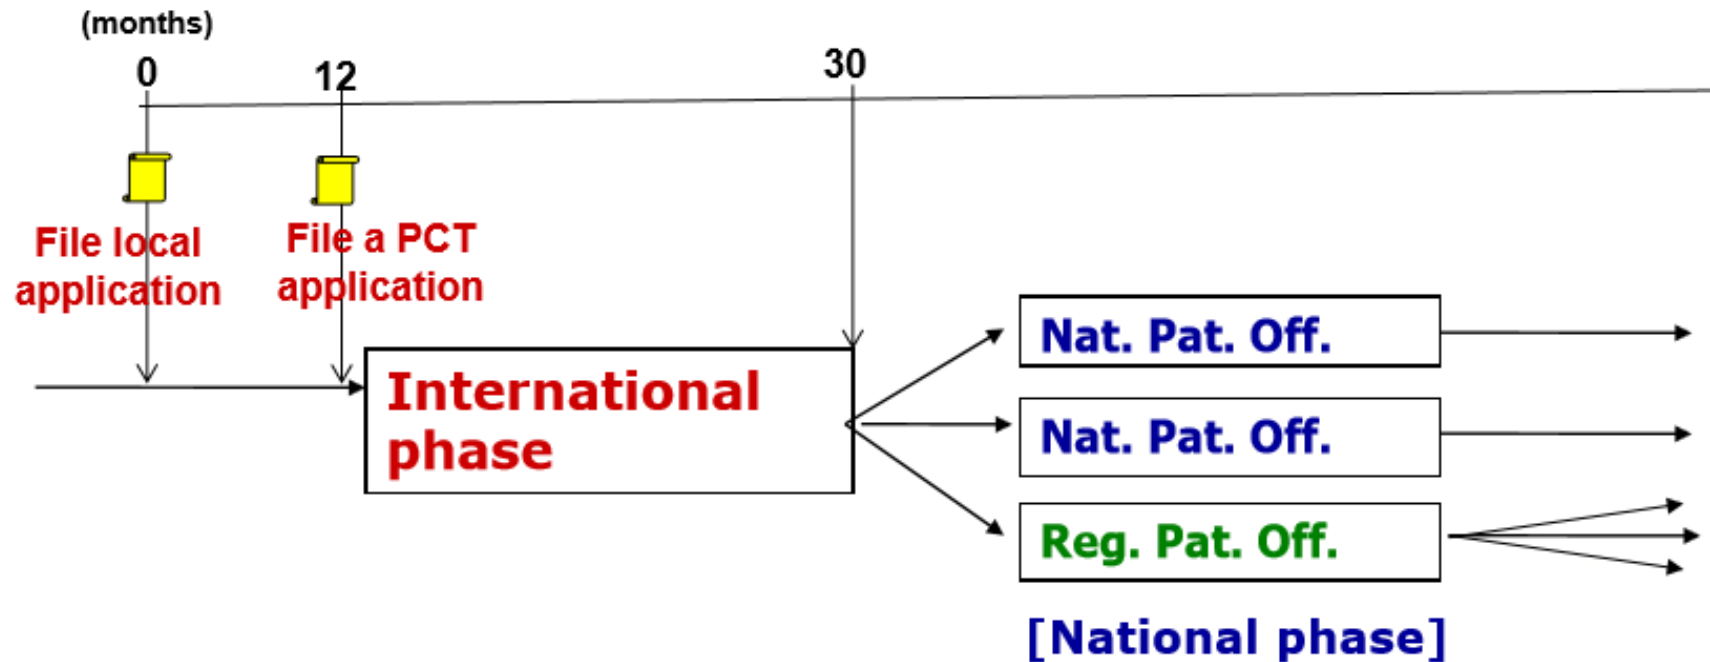 (months)
0
12
30
File local
application
File a PCT
application
International
phase
Nat. Pat. Off.
Nat. Pat. Off.
Reg. Pat. Off.
[National phase]